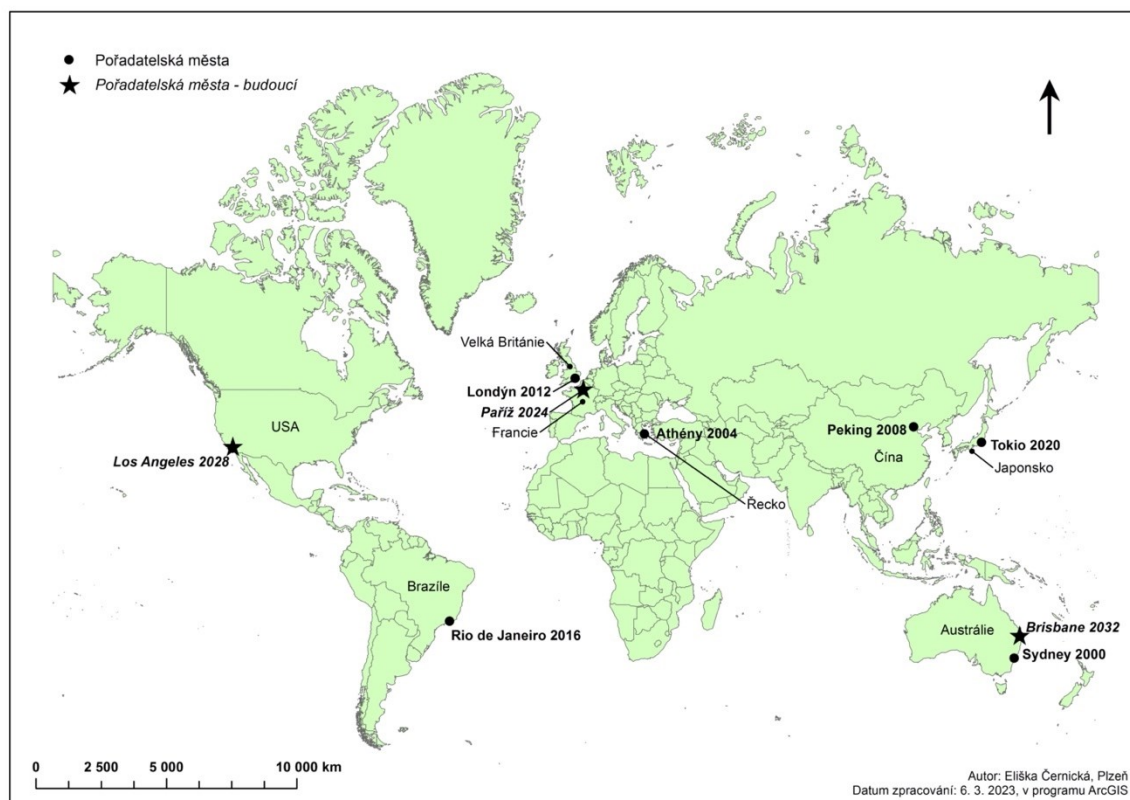 Pořadatelská města
Pořadatelská města - budoucí
Velká Británie
Londýn 2012
Paříž 2024
Francie
USA
Los Angeles 2028
Athény 2004
Řecko
Peking 2008
Čína
Tokio 2020
Japonsko
Brazíle
Rio de Janeiro 2016
Austrálie
Brisbane 2032
Sydney 2000
0 2 500 5 000 10 000 km
Autor: Eliška Černická, Plzeň
Datum zpracování: 6. 3. 2023, v programu ArcGIS